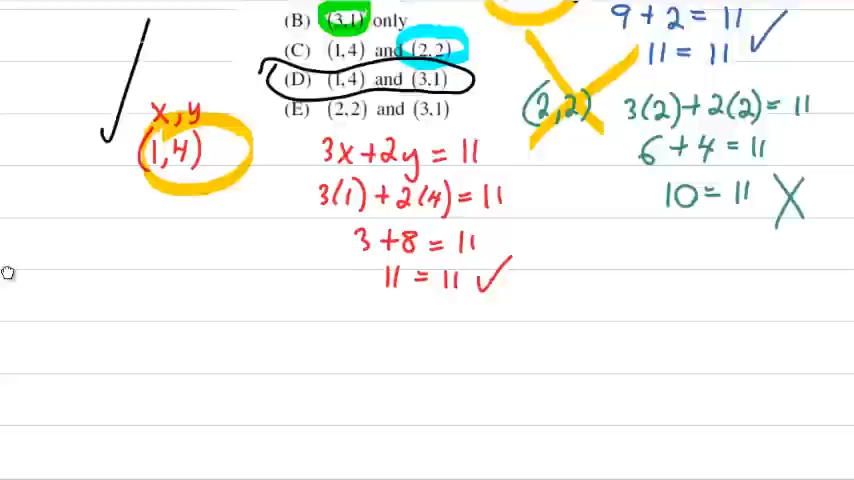 (B) (3,1) only
(C) (1,4) and (2,2)
(D) (1,4) and (3,1)
(E) (2,2) and (3,1)
x, y
(1,4)
3x+2y = 11
3(1) + 2(4) = 11
3 + 8 = 11
11 = 11 ✓
9 + 2 = 11
11 = 11 ✓
(2,2) 3(2)+2(2) = 11
6 + 4 = 11
10 = 11 X